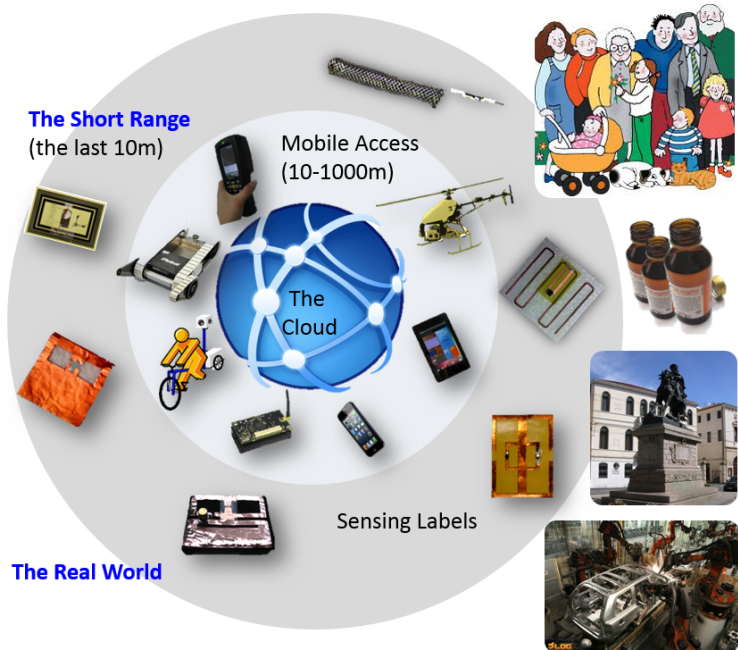 The Short Range
(the last 10m)
Mobile Access
(10-1000m)
The
Cloud
Sensing Labels
The Real World